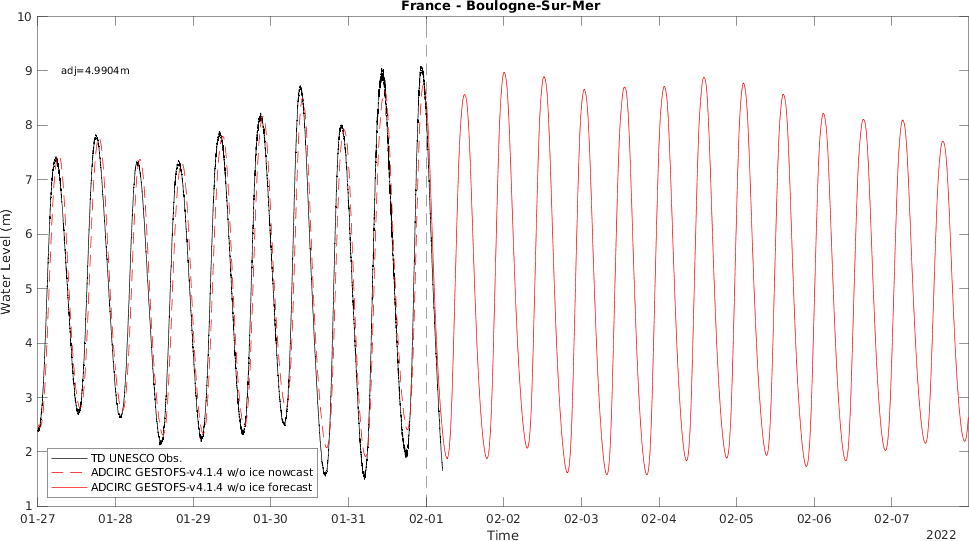 France - Boulogne-Sur-Mer
10
9
8
7
6
5
4
3
2
1
Water Level (m)
adj=4.9904m
TD UNESCO Obs.
ADCIRC GESTOFS-v4.1.4 w/o ice nowcast
ADCIRC GESTOFS-v4.1.4 w/o ice forecast
01-27 01-28 01-29 01-30 01-31 02-01 02-02 02-03 02-04 02-05 02-06 02-07
Time
2022